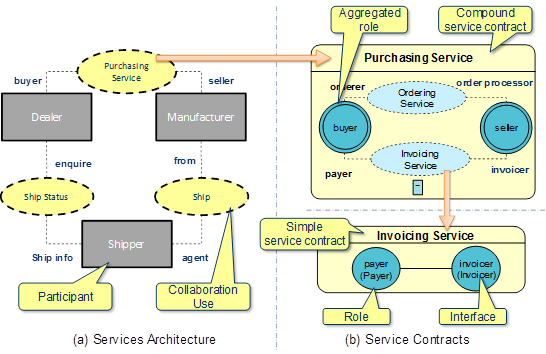 Purchasing
Service
buyer
seller
Dealer
Manufacturer
enquire
from
Ship Status
Ship
Shipper
Ship info
agent
Participant
Collaboration
Use
(a) Services Architecture
Aggregated
role
Compound
service contract
Purchasing Service
orderer
order processor
Ordering
Service
buyer
seller
Invoicing
Service
payer
invoicer
Simple
service contract
Invoicing Service
payer
(Payer)
invoicer
(Invoicer)
Role
Interface
(b) Service Contracts